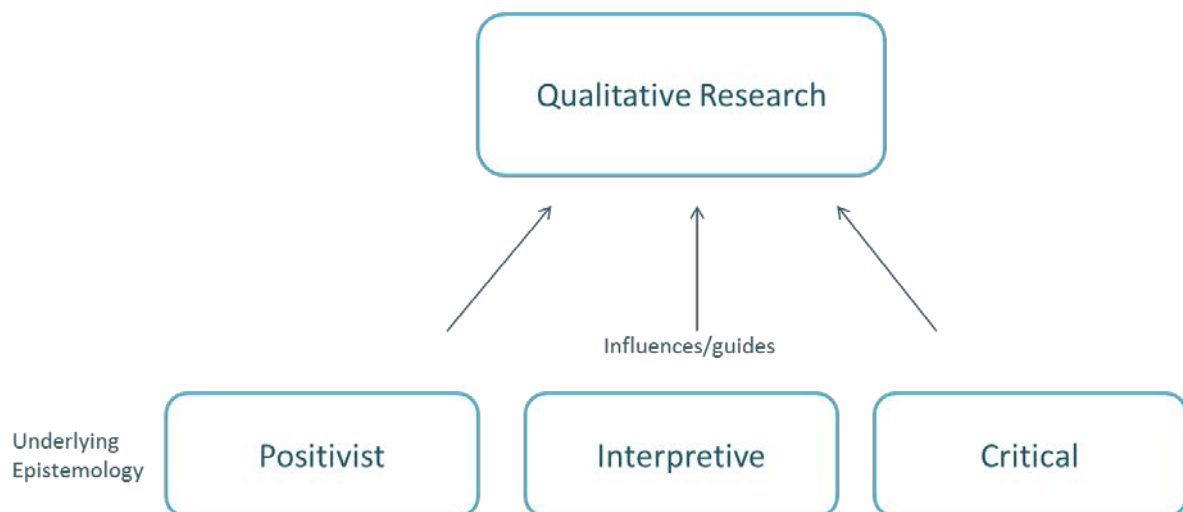 Qualitative Research
Influences/guides
Underlying
Epistemology
Positivist
Interpretive
Critical